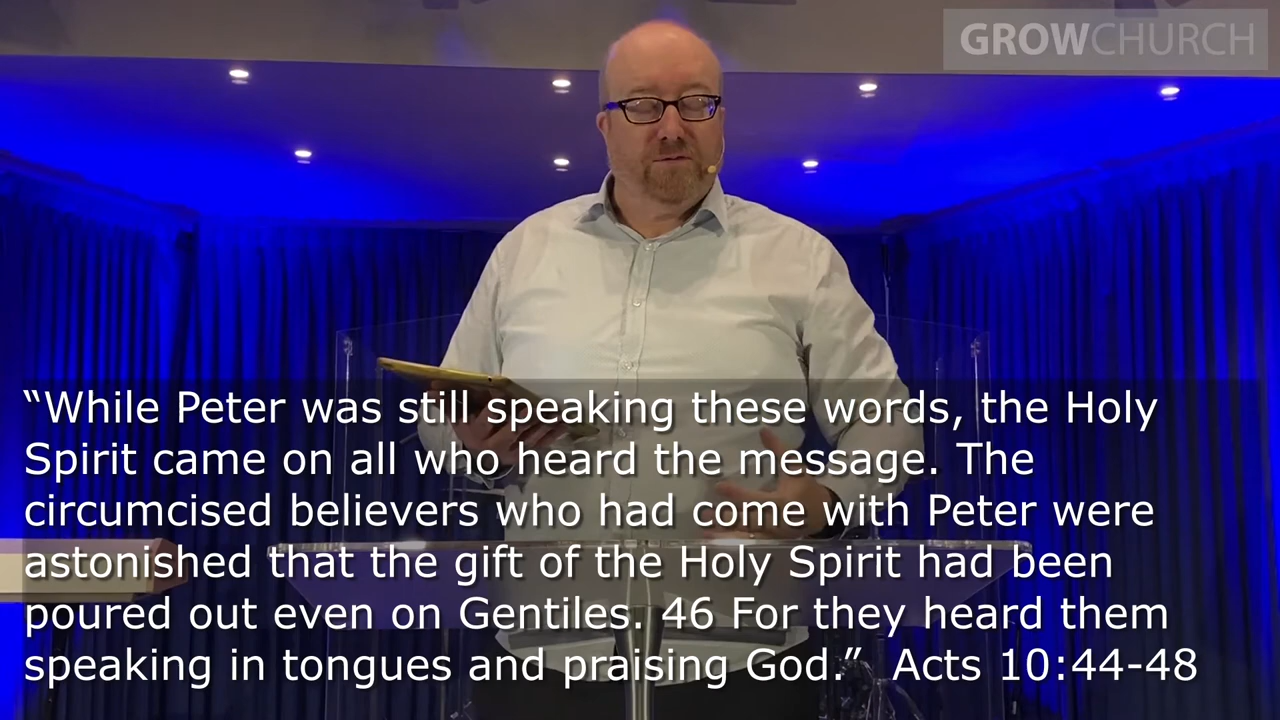 GROWCHURCH
“While Peter was still speaking these words, the Holy
Spirit came on all who heard the message. The
circumcised believers who had come with Peter were
astonished that the gift of the Holy Spirit had been
poured out even on Gentiles. 46 For they heard them
speaking in tongues and praising God.”  Acts 10:44-48